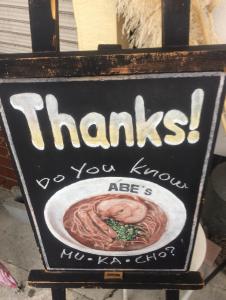 Thanks!
Do You Know
ABE's
MU・KA・CHO?